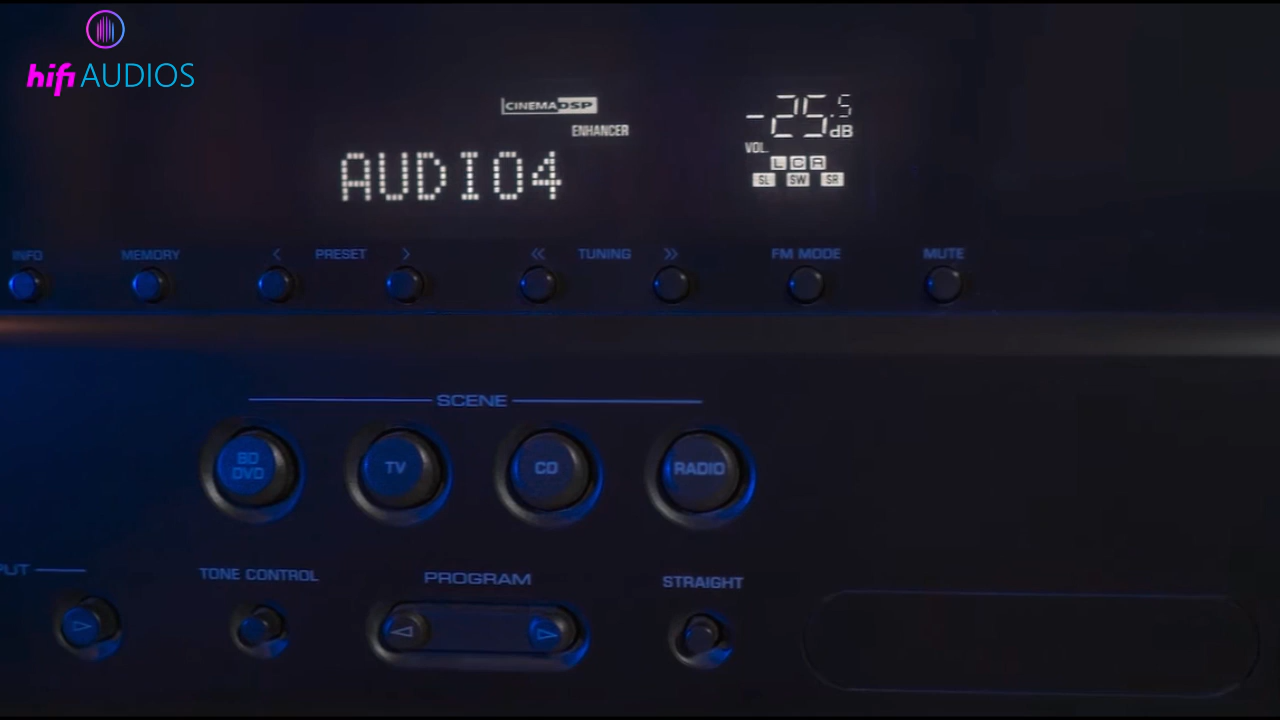 hifi AUDIOS
CINEMA DSP
ENHANCER
AUDIO4
-25.5
dB
VOL.
L C R
SL SW SR
INFO MEMORY < PRESET > << TUNING >> FM MODE MUTE
SCENE
BD
DVD
TV CD RADIO
PUT
TONE CONTROL PROGRAM STRAIGHT